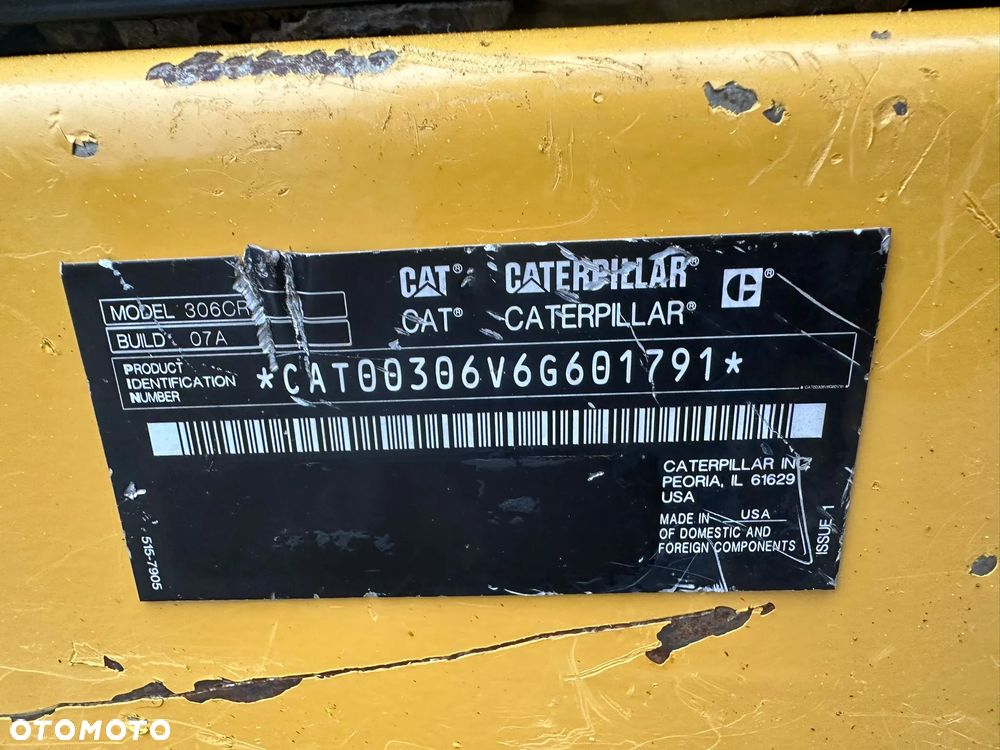 CAT® CATERPILLAR®
CAT® CATERPILLAR®
MODEL 306CR
BUILD 07A
PRODUCT
IDENTIFICATION
NUMBER
*CAT00306V6G601791*
CAT00306V6G601791
CATERPILLAR INC
PEORIA, IL 61629
USA
MADE IN USA
OF DOMESTIC AND
FOREIGN COMPONENTS
ISSUE 1
515-7905
OTOMOTO